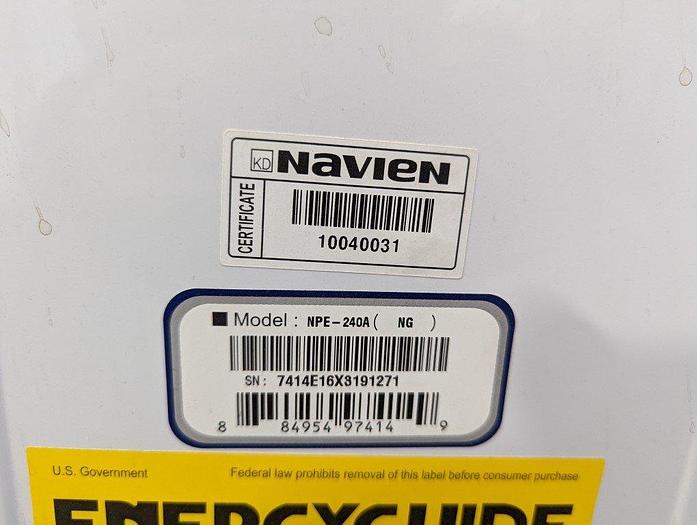 KD NaviEN
CERTIFICATE
10040031
■ Model : NPE-240A ( NG )
SN: 7414E16X3191271
8 84954 97414 9
U.S. Government
Federal law prohibits removal of this label before consumer purchase
ENERGYGUIDE